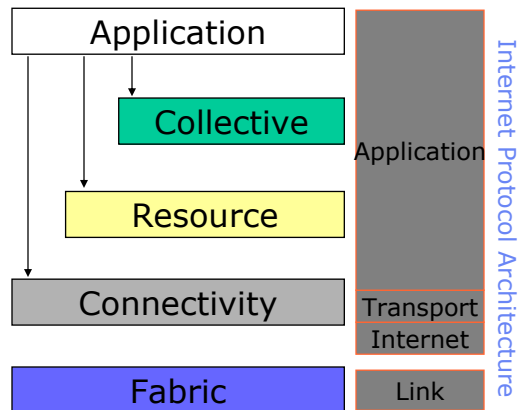 Application
Collective
Resource
Connectivity
Fabric
Application
Transport
Internet
Link
Internet Protocol Architecture